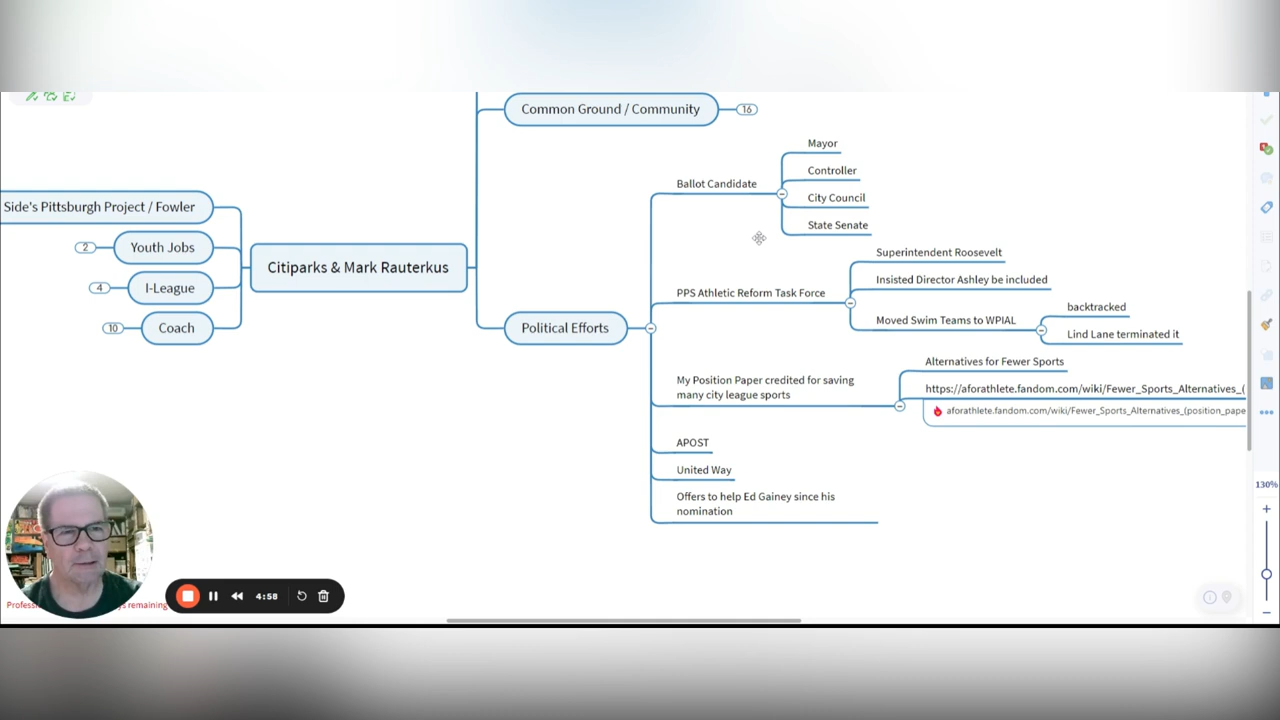 Common Ground / Community
16
Mayor
Controller
City Council
State Senate
Ballot Candidate
Side's Pittsburgh Project / Fowler
2
Youth Jobs
4
I-League
10
Coach
Citiparks & Mark Rauterkus
Political Efforts
PPS Athletic Reform Task Force
Superintendent Roosevelt
Insisted Director Ashley be included
Moved Swim Teams to WPIAL
backtracked
Lind Lane terminated it
My Position Paper credited for saving
many city league sports
Alternatives for Fewer Sports
https://aforathlete.fandom.com/wiki/Fewer_Sports_Alternatives_(
aforathlete.fandom.com/wiki/Fewer_Sports_Alternatives_(position_pape
APOST
United Way
Offers to help Ed Gainey since his
nomination
130%
4:58
remaining